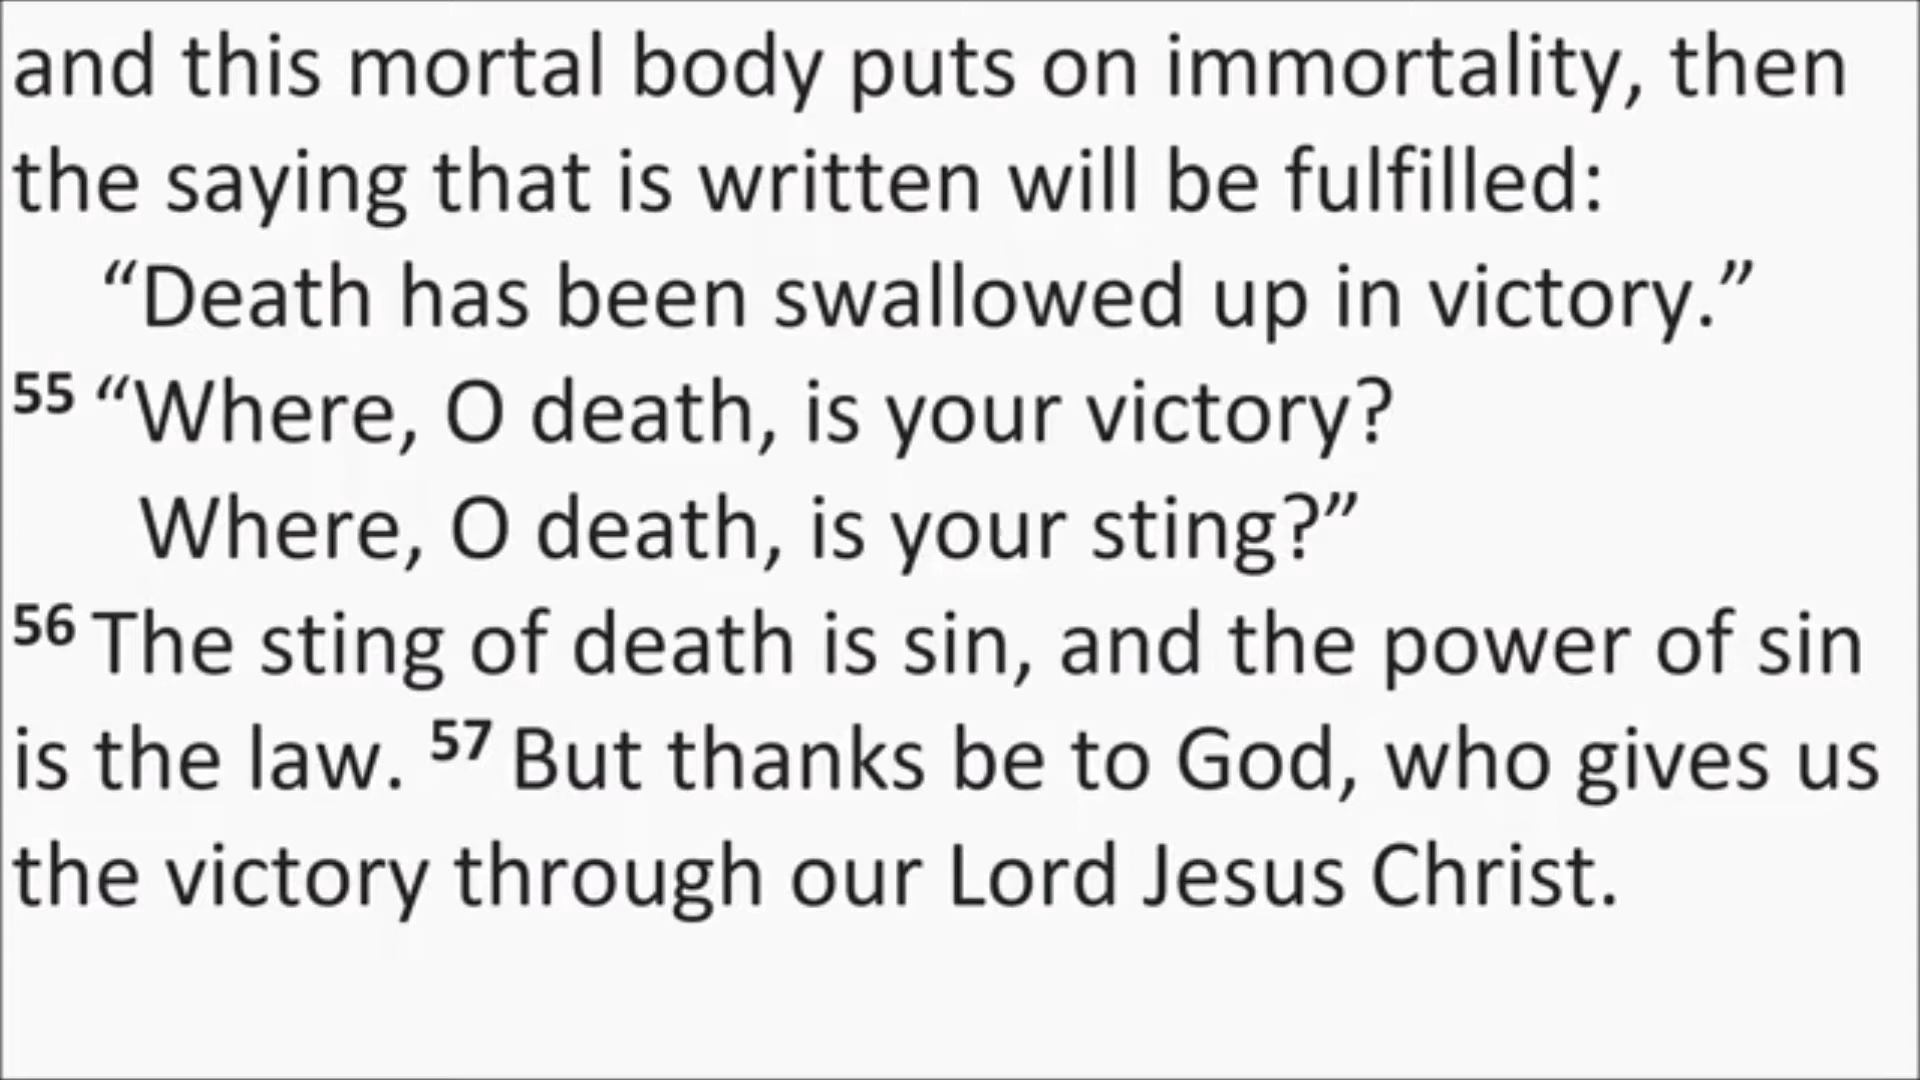 and this mortal body puts on immortality, then
the saying that is written will be fulfilled:
“Death has been swallowed up in victory.”
55 “Where, O death, is your victory?
Where, O death, is your sting?”
56 The sting of death is sin, and the power of sin
is the law. 57 But thanks be to God, who gives us
the victory through our Lord Jesus Christ.